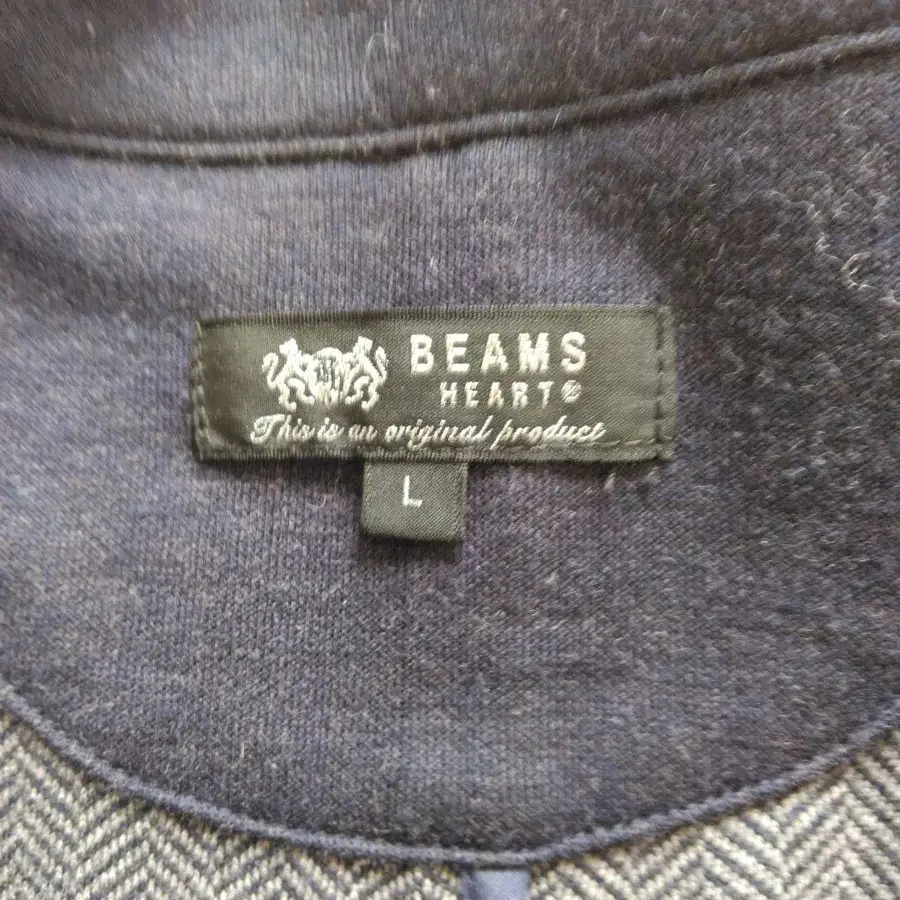 BEAMS
HEART®
This is an original product
L